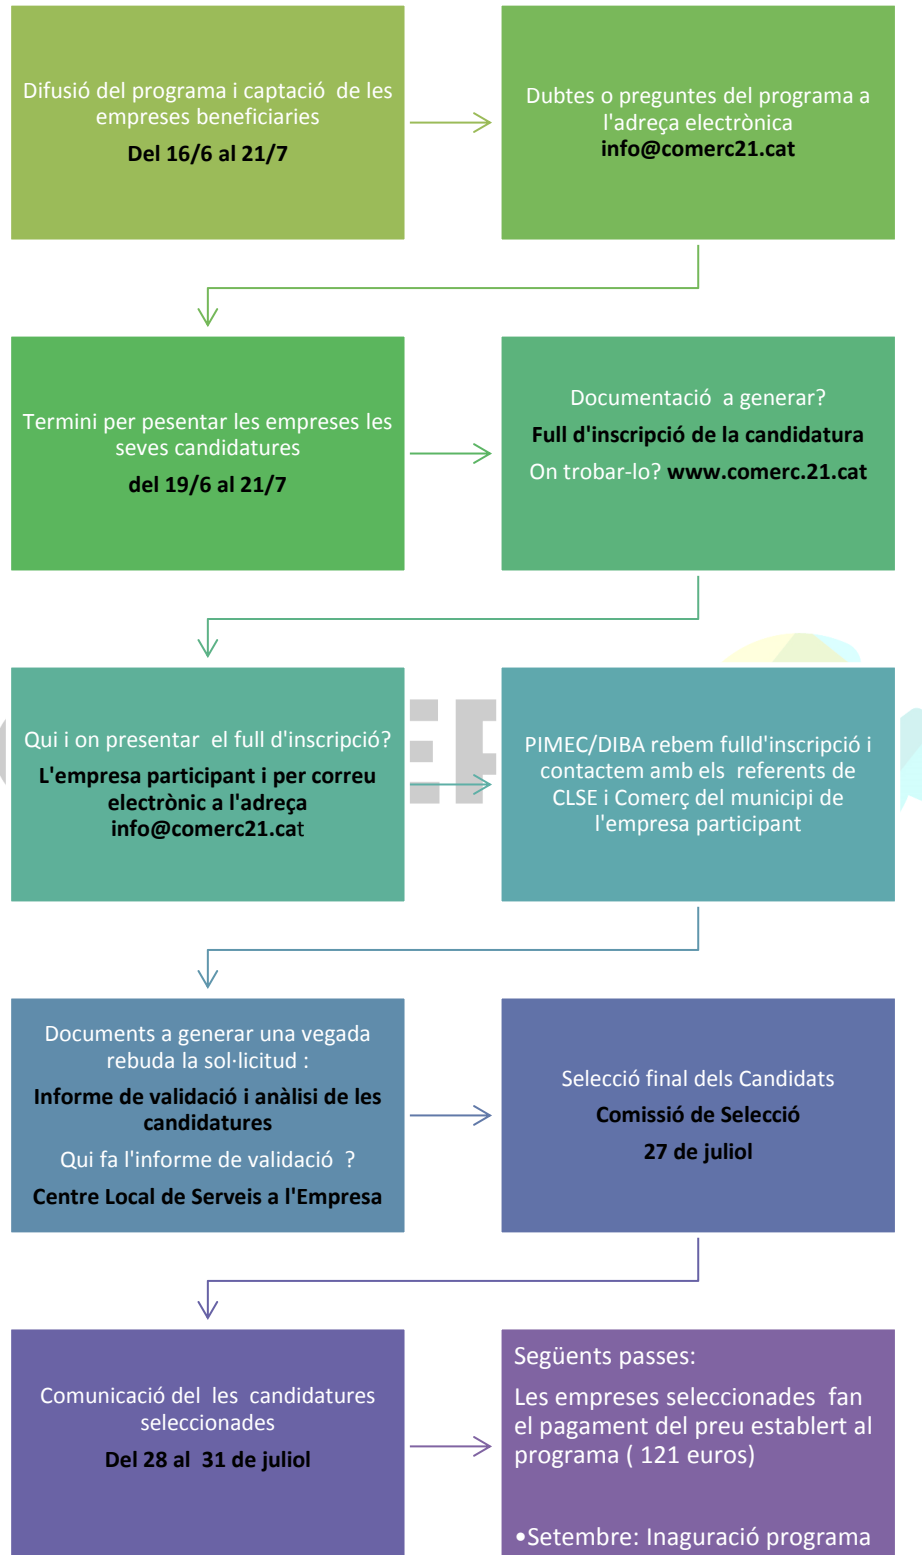 Difusió del programa i captació de les
empreses beneficiaries
Del 16/6 al 21/7
Dubtes o preguntes del programa a
l'adreça electrònica
info@comerc21.cat
Termini per pesentar les empreses les
seves candidatures
del 19/6 al 21/7
Documentació a generar?
Full d'inscripció de la candidatura
On trobar-lo? www.comerc.21.cat
Qui i on presentar el full d'inscripció?
L'empresa participant i per correu
electrònic a l'adreça
info@comerc21.cat
PIMEC/DIBA rebem fulld'inscripció i
contactem amb els referents de
CLSE i Comerç del municipi de
l'empresa participant
Documents a generar una vegada
rebuda la sol·licitud :
Informe de validació i anàlisi de les
candidatures
Qui fa l'informe de validació ?
Centre Local de Serveis a l'Empresa
Selecció final dels Candidats
Comissió de Selecció
27 de juliol
Comunicació del les candidatures
seleccionades
Del 28 al 31 de juliol
Següents passes:
Les empreses seleccionades fan
el pagament del preu establert al
programa ( 121 euros)
•Setembre: Inaguració programa